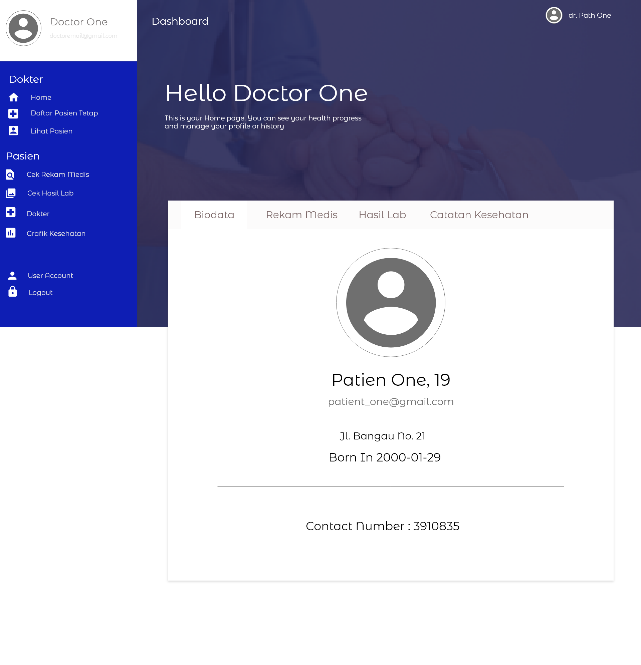 Doctor One
Dashboard
dr. Path One
Dokter
Home
Daftar Pasien Tetap
Lihat Pasien
Pasien
Cek Rekam Medis
Cek Hasil Lab
Dokter
Grafik Kesehatan
User Account
Logout
Hello Doctor One
This is your Home page. You can see your health progress
and manage your profile or history
Biodata
Rekam Medis
Hasil Lab
Catatan Kesehatan
Patien One, 19
patient_one@gmail.com
Jl. Bangau No. 21
Born In 2000-01-29
Contact Number : 3910835